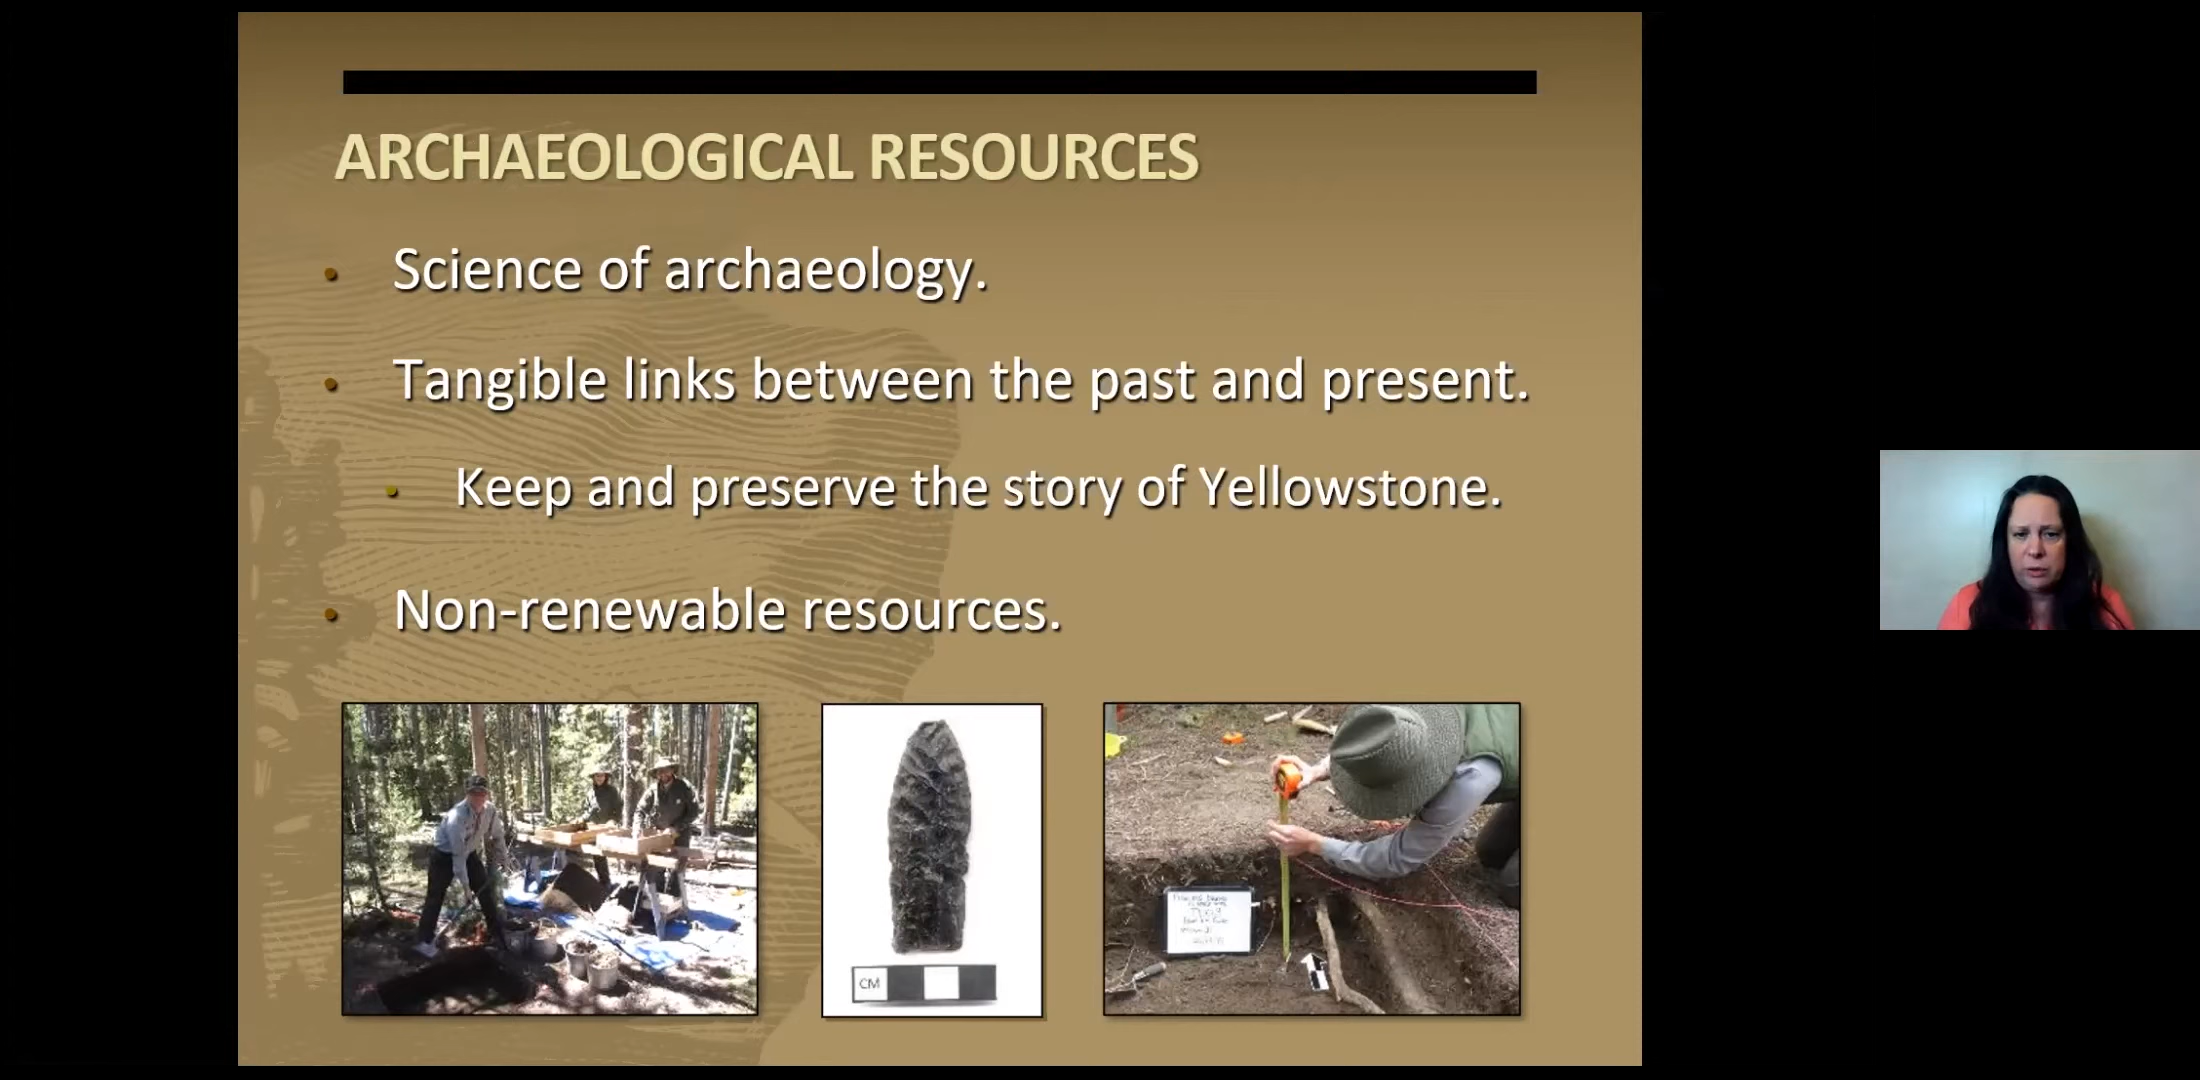 ARCHAEOLOGICAL RESOURCES
• Science of archaeology.
• Tangible links between the past and present.
• Keep and preserve the story of Yellowstone.
• Non-renewable resources.
CM